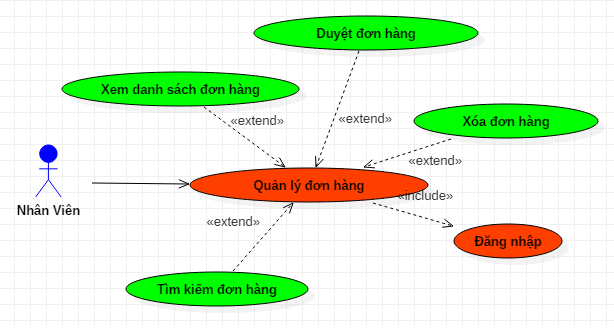 Duyệt đơn hàng
Xem danh sách đơn hàng
«extend»
«extend»
Xóa đơn hàng
«extend»
Quản lý đơn hàng
«include»
Nhân Viên
«extend»
Đăng nhập
Tìm kiếm đơn hàng